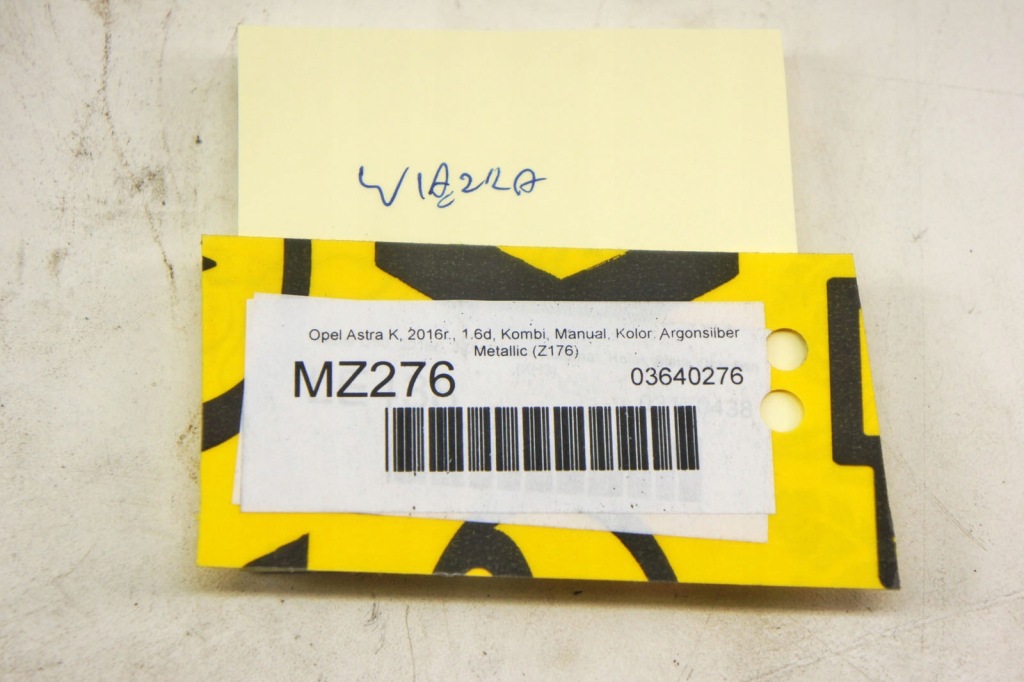 WIĄZKA
Opel Astra K, 2016r., 1.6d, Kombi, Manual, Kolor: Argonsilber
Metallic (Z176)
MZ276 03640276